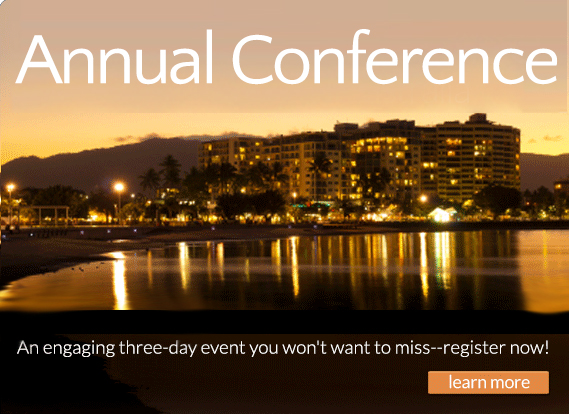 Annual Conference
An engaging three-day event you won't want to miss--register now!
learn more